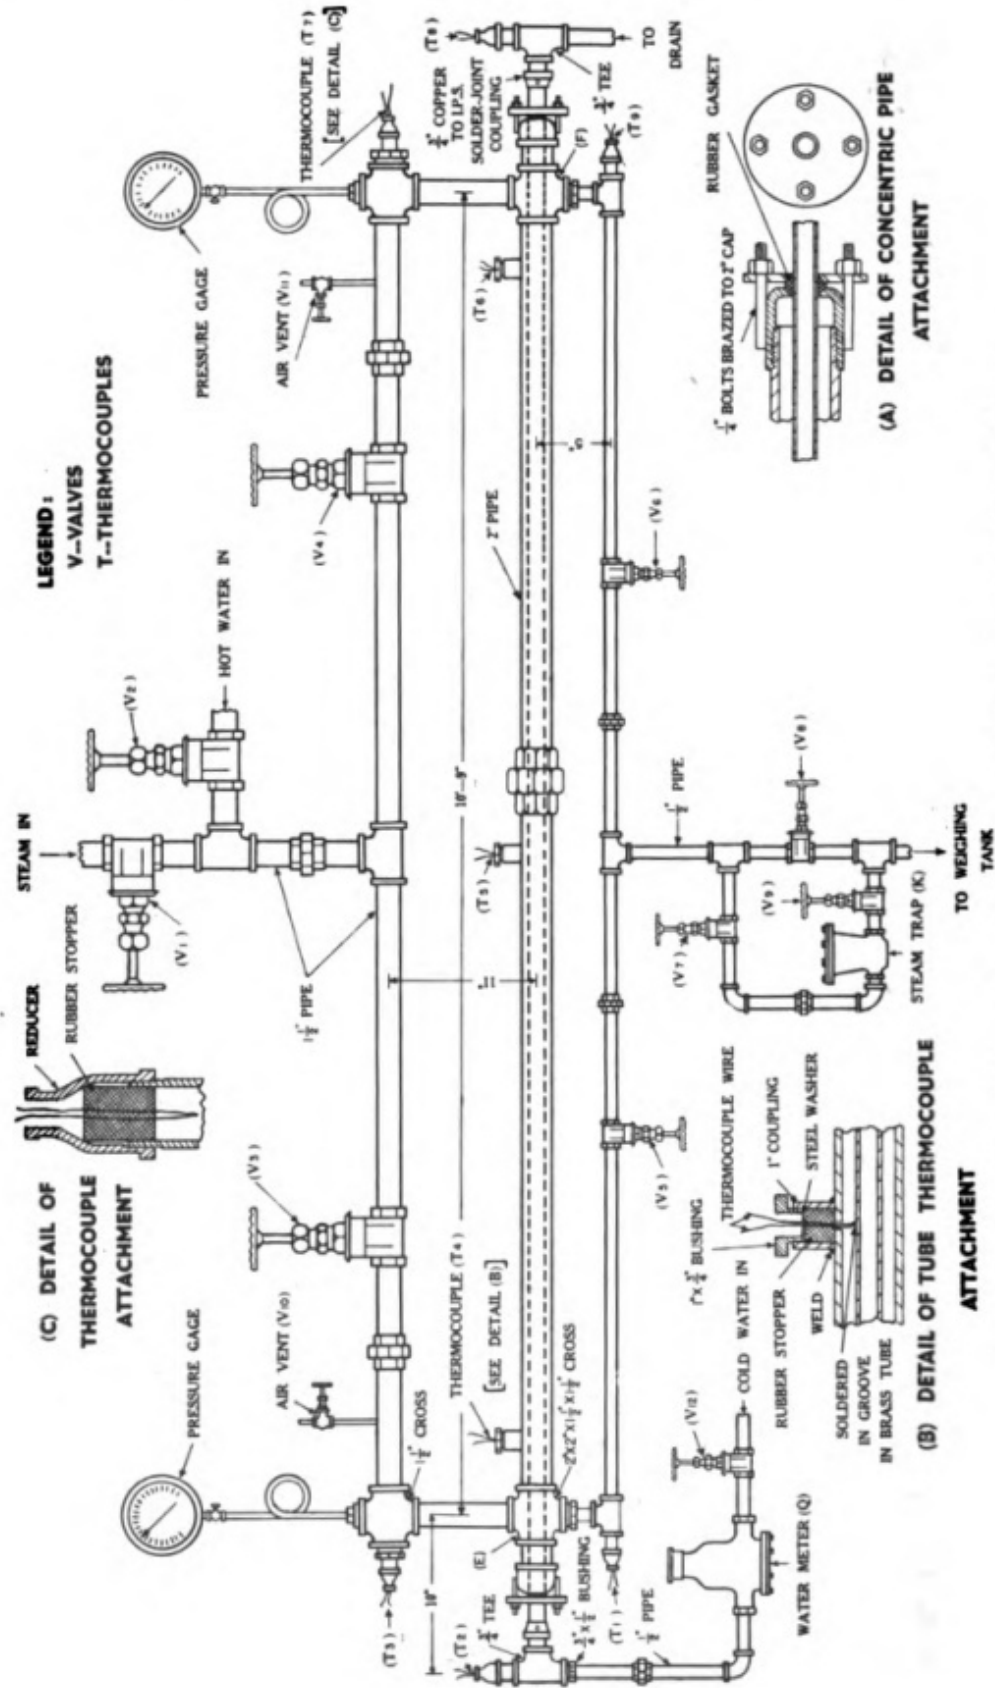 (C) DETAIL OF
THERMOCOUPLE
ATTACHMENT
REDUCER
RUBBER STOPPER
STEAM IN
(V1)
(V2)
HOT WATER IN
LEGEND:
V--VALVES
T--THERMOCOUPLES
PRESSURE GAGE
AIR VENT (V10)
(V3)
1½" PIPE
(V4)
PRESSURE GAGE
AIR VENT (V11)
THERMOCOUPLE (T7)
[SEE DETAIL (C)]
(T3)
10"
1½" CROSS
THERMOCOUPLE (T4)
[SEE DETAIL (B)]
11"
10'—9"
(T2)
¾" TEE
(E)
2"X2"X1½"X1½" CROSS
(T5)
2" PIPE
(T6)
¾" COPPER
TO I.P.S.
SOLDER-JOINT
COUPLING
(T8)
TO
DRAIN
¾" TEE
(F)
(T9)
6"
¾"X½" BUSHING
(T1)
½" PIPE
(V5)
½" PIPE
(V6)
WATER METER (Q)
(V12)
COLD WATER IN
1"X¾" BUSHING
THERMOCOUPLE WIRE
1" COUPLING
STEEL WASHER
RUBBER STOPPER
WELD
SOLDERED
IN GROOVE
IN BRASS TUBE
(B) DETAIL OF TUBE THERMOCOUPLE
ATTACHMENT
(V7)
(V9)
(V8)
STEAM TRAP (K)
TO WEIGHING
TANK
¼" BOLTS BRAZED TO 2" CAP
RUBBER GASKET
(A) DETAIL OF CONCENTRIC PIPE
ATTACHMENT